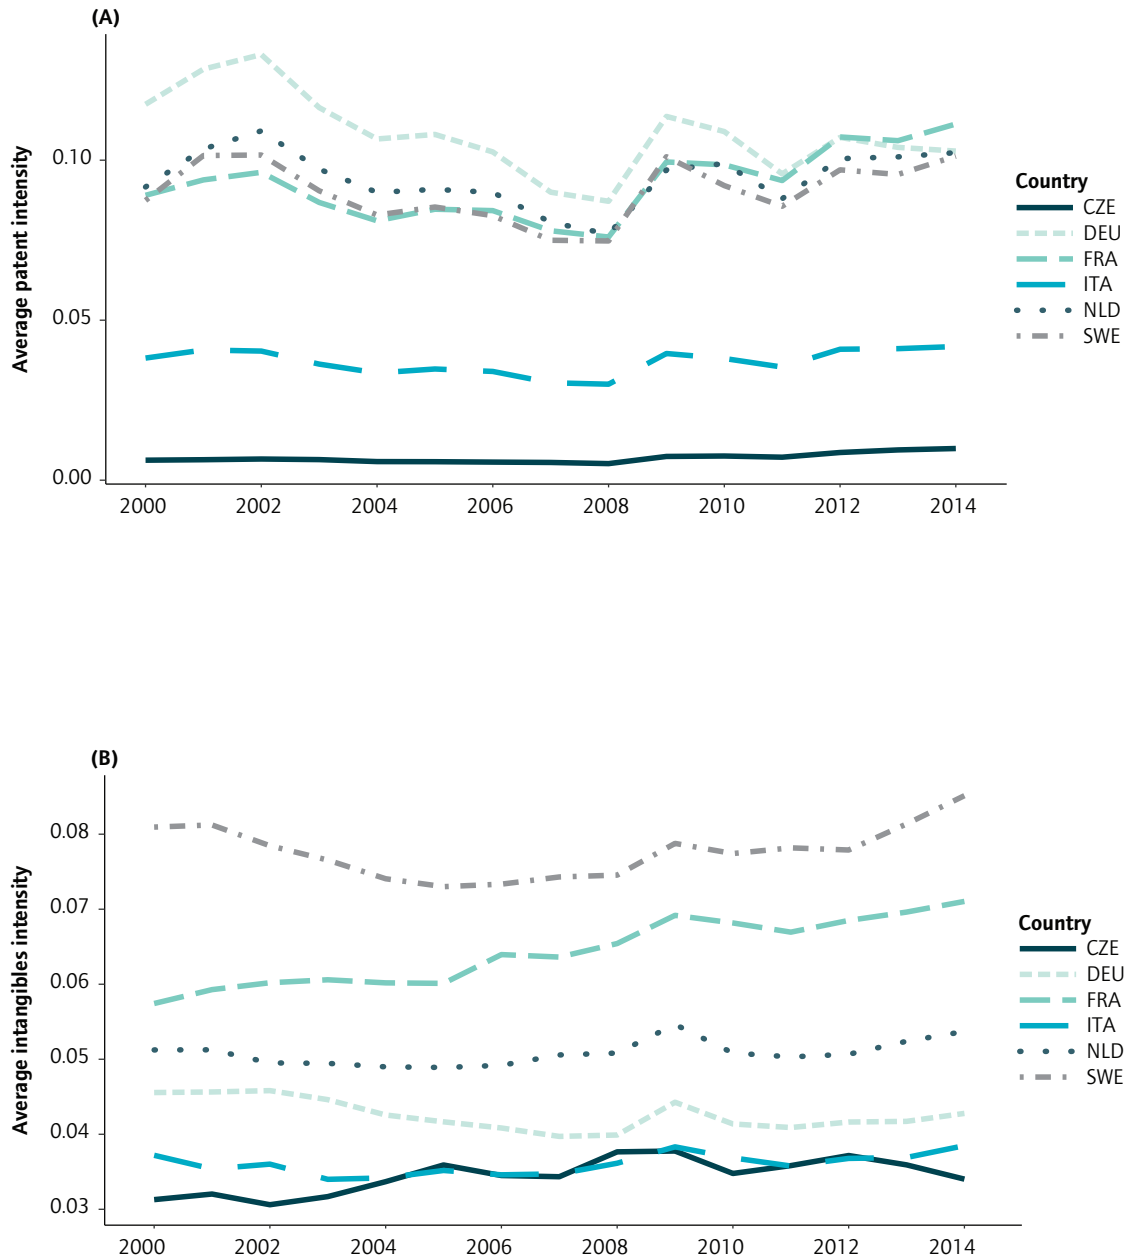 (A)
Average patent intensity
0.10
0.05
0.00
2000 2002 2004 2006 2008 2010 2012 2014
Country
CZE
DEU
FRA
ITA
NLD
SWE
(B)
Average intangibles intensity
0.08
0.07
0.06
0.05
0.04
0.03
2000 2002 2004 2006 2008 2010 2012 2014
Country
CZE
DEU
FRA
ITA
NLD
SWE